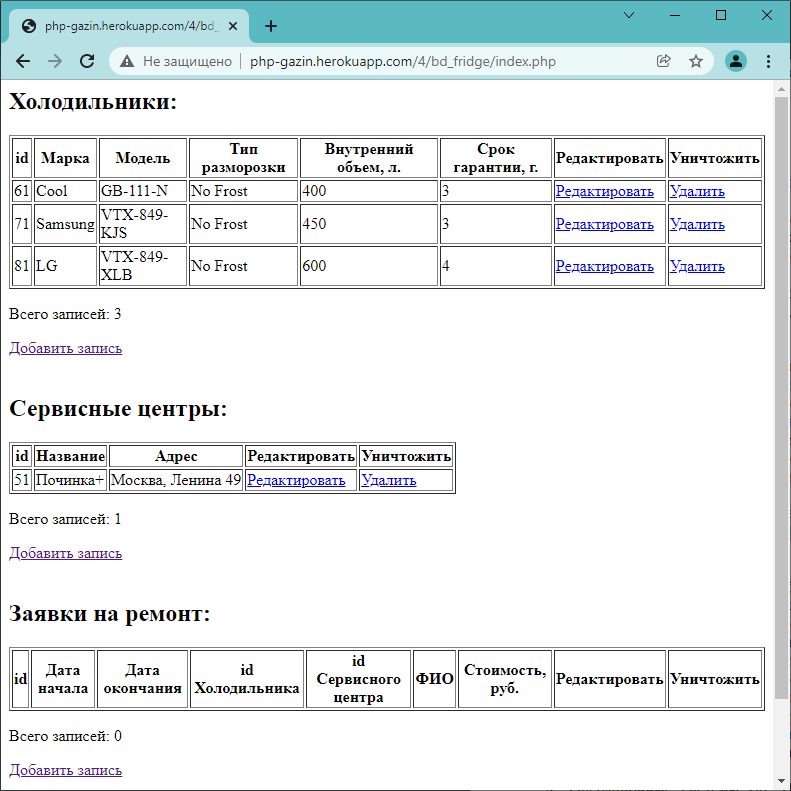 php-gazin.herokuapp.com/4/bd_
Не защищено php-gazin.herokuapp.com/4/bd_fridge/index.php
Холодильники:
id Марка Модель Тип разморозки Внутренний объем, л. Срок гарантии, г. Редактировать Уничтожить
61 Cool GB-111-N No Frost 400 3 Редактировать Удалить
71 Samsung VTX-849-KJS No Frost 450 3 Редактировать Удалить
81 LG VTX-849-XLB No Frost 600 4 Редактировать Удалить
Всего записей: 3
Добавить запись
Сервисные центры:
id Название Адрес Редактировать Уничтожить
51 Починка+ Москва, Ленина 49 Редактировать Удалить
Всего записей: 1
Добавить запись
Заявки на ремонт:
id Дата начала Дата окончания id Холодильника id Сервисного центра ФИО Стоимость, руб. Редактировать Уничтожить
Всего записей: 0
Добавить запись